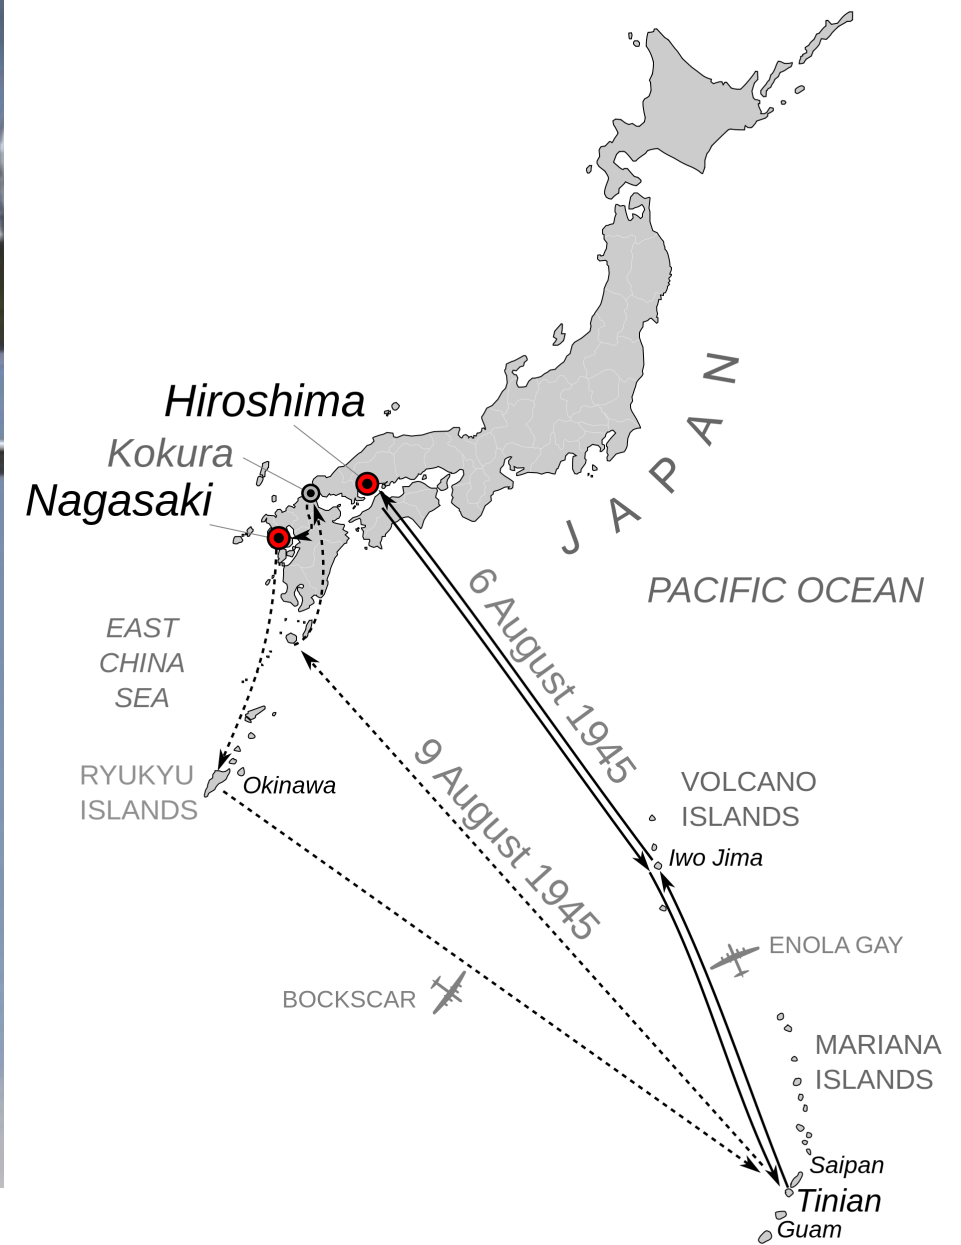 Hiroshima
Kokura
Nagasaki
JAPAN
PACIFIC OCEAN
EAST
CHINA
SEA
6 August 1945
9 August 1945
RYUKYU
ISLANDS
Okinawa
VOLCANO
ISLANDS
Iwo Jima
ENOLA GAY
BOCKSCAR
MARIANA
ISLANDS
Saipan
Tinian
Guam